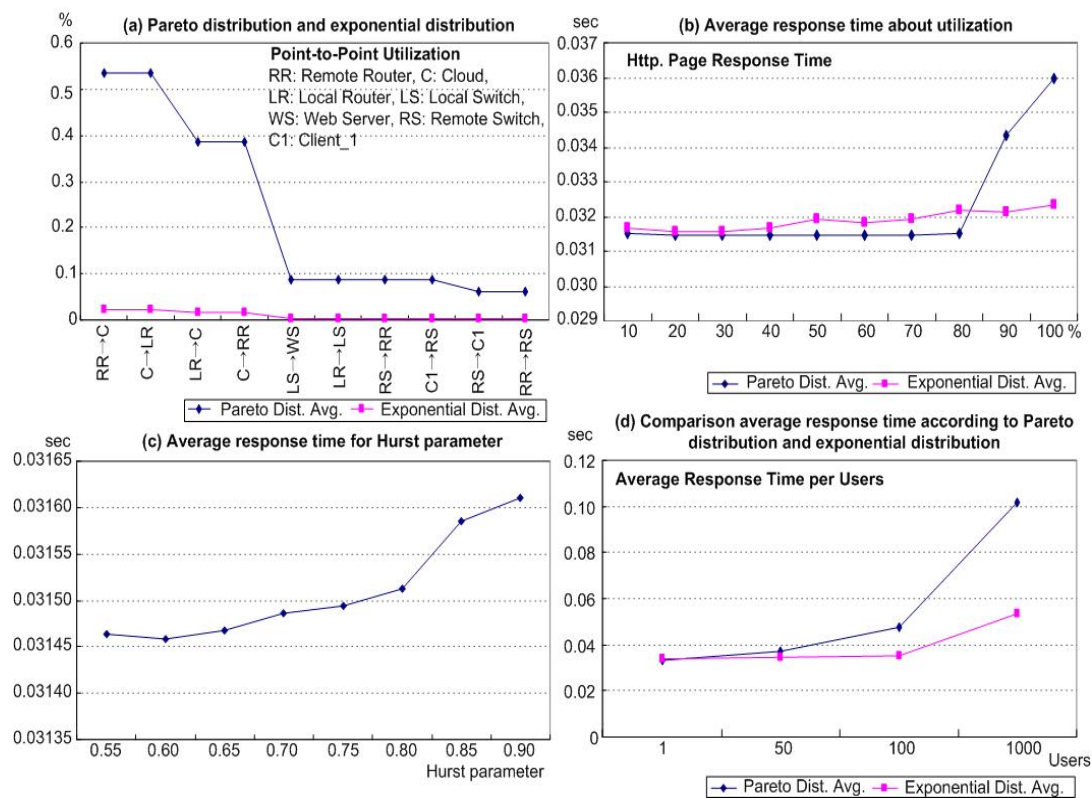 (a) Pareto distribution and exponential distribution
%
0.6
0.5
0.4
0.3
0.2
0.1
0
Point-to-Point Utilization
RR: Remote Router, C: Cloud,
LR: Local Router, LS: Local Switch,
WS: Web Server, RS: Remote Switch,
C1: Client_1
RR→C
C→LR
LR→C
C→RR
LS→WS
LR→LS
RS→RR
C1→RS
RS→C1
RR→RS
Pareto Dist. Avg. Exponential Dist. Avg.
(b) Average response time about utilization
sec
0.037
0.036
0.035
0.034
0.033
0.032
0.031
0.030
0.029
Http. Page Response Time
10 20 30 40 50 60 70 80 90 100 %
Pareto Dist. Avg. Exponential Dist. Avg.
(c) Average response time for Hurst parameter
sec
0.03165
0.03160
0.03155
0.03150
0.03145
0.03140
0.03135
0.55 0.60 0.65 0.70 0.75 0.80 0.85 0.90
Hurst parameter
(d) Comparison average response time according to Pareto
distribution and exponential distribution
sec
0.12
0.10
0.08
0.06
0.04
0.02
0
Average Response Time per Users
1 50 100 1000
Users
Pareto Dist. Avg. Exponential Dist. Avg.